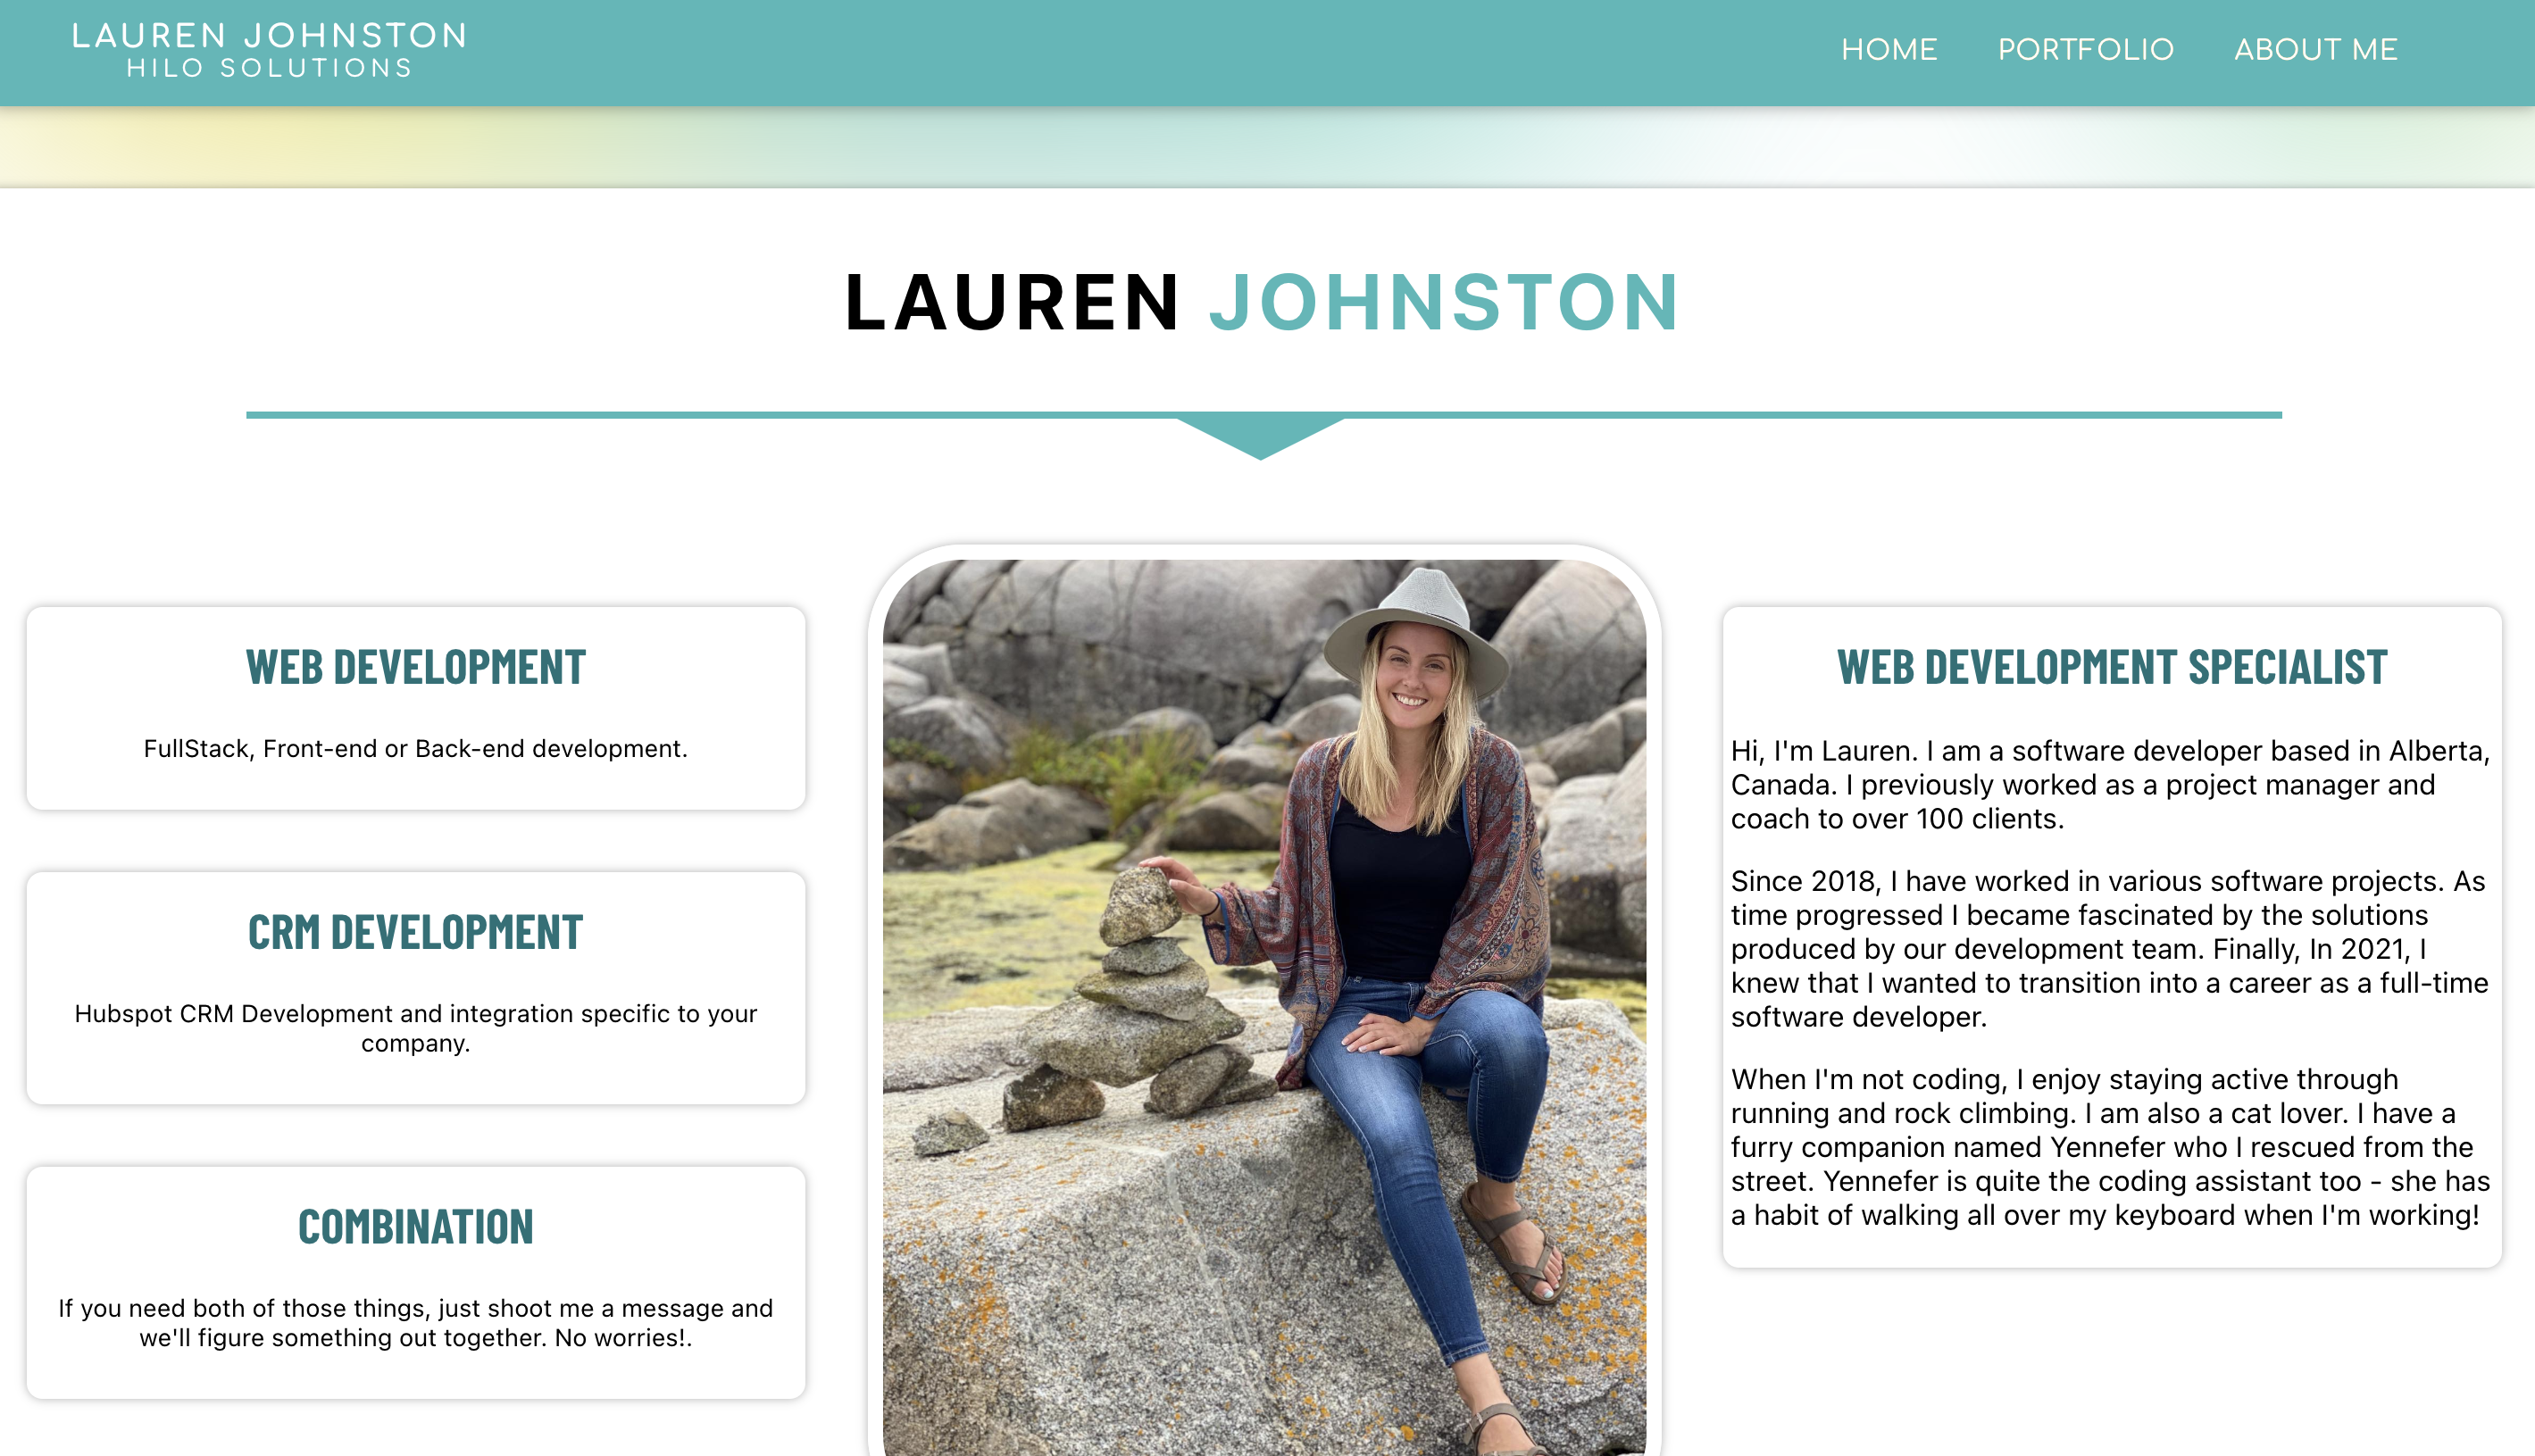 LAUREN JOHNSTON
HILO SOLUTIONS
HOME
PORTFOLIO
ABOUT ME
LAUREN JOHNSTON
WEB DEVELOPMENT
FullStack, Front-end or Back-end development.
CRM DEVELOPMENT
Hubspot CRM Development and integration specific to your
company.
COMBINATION
If you need both of those things, just shoot me a message and
we'll figure something out together. No worries!.
WEB DEVELOPMENT SPECIALIST
Hi, I'm Lauren. I am a software developer based in Alberta,
Canada. I previously worked as a project manager and
coach to over 100 clients.
Since 2018, I have worked in various software projects. As
time progressed I became fascinated by the solutions
produced by our development team. Finally, In 2021, I
knew that I wanted to transition into a career as a full-time
software developer.
When I'm not coding, I enjoy staying active through
running and rock climbing. I am also a cat lover. I have a
furry companion named Yennefer who I rescued from the
street. Yennefer is quite the coding assistant too - she has
a habit of walking all over my keyboard when I'm working!